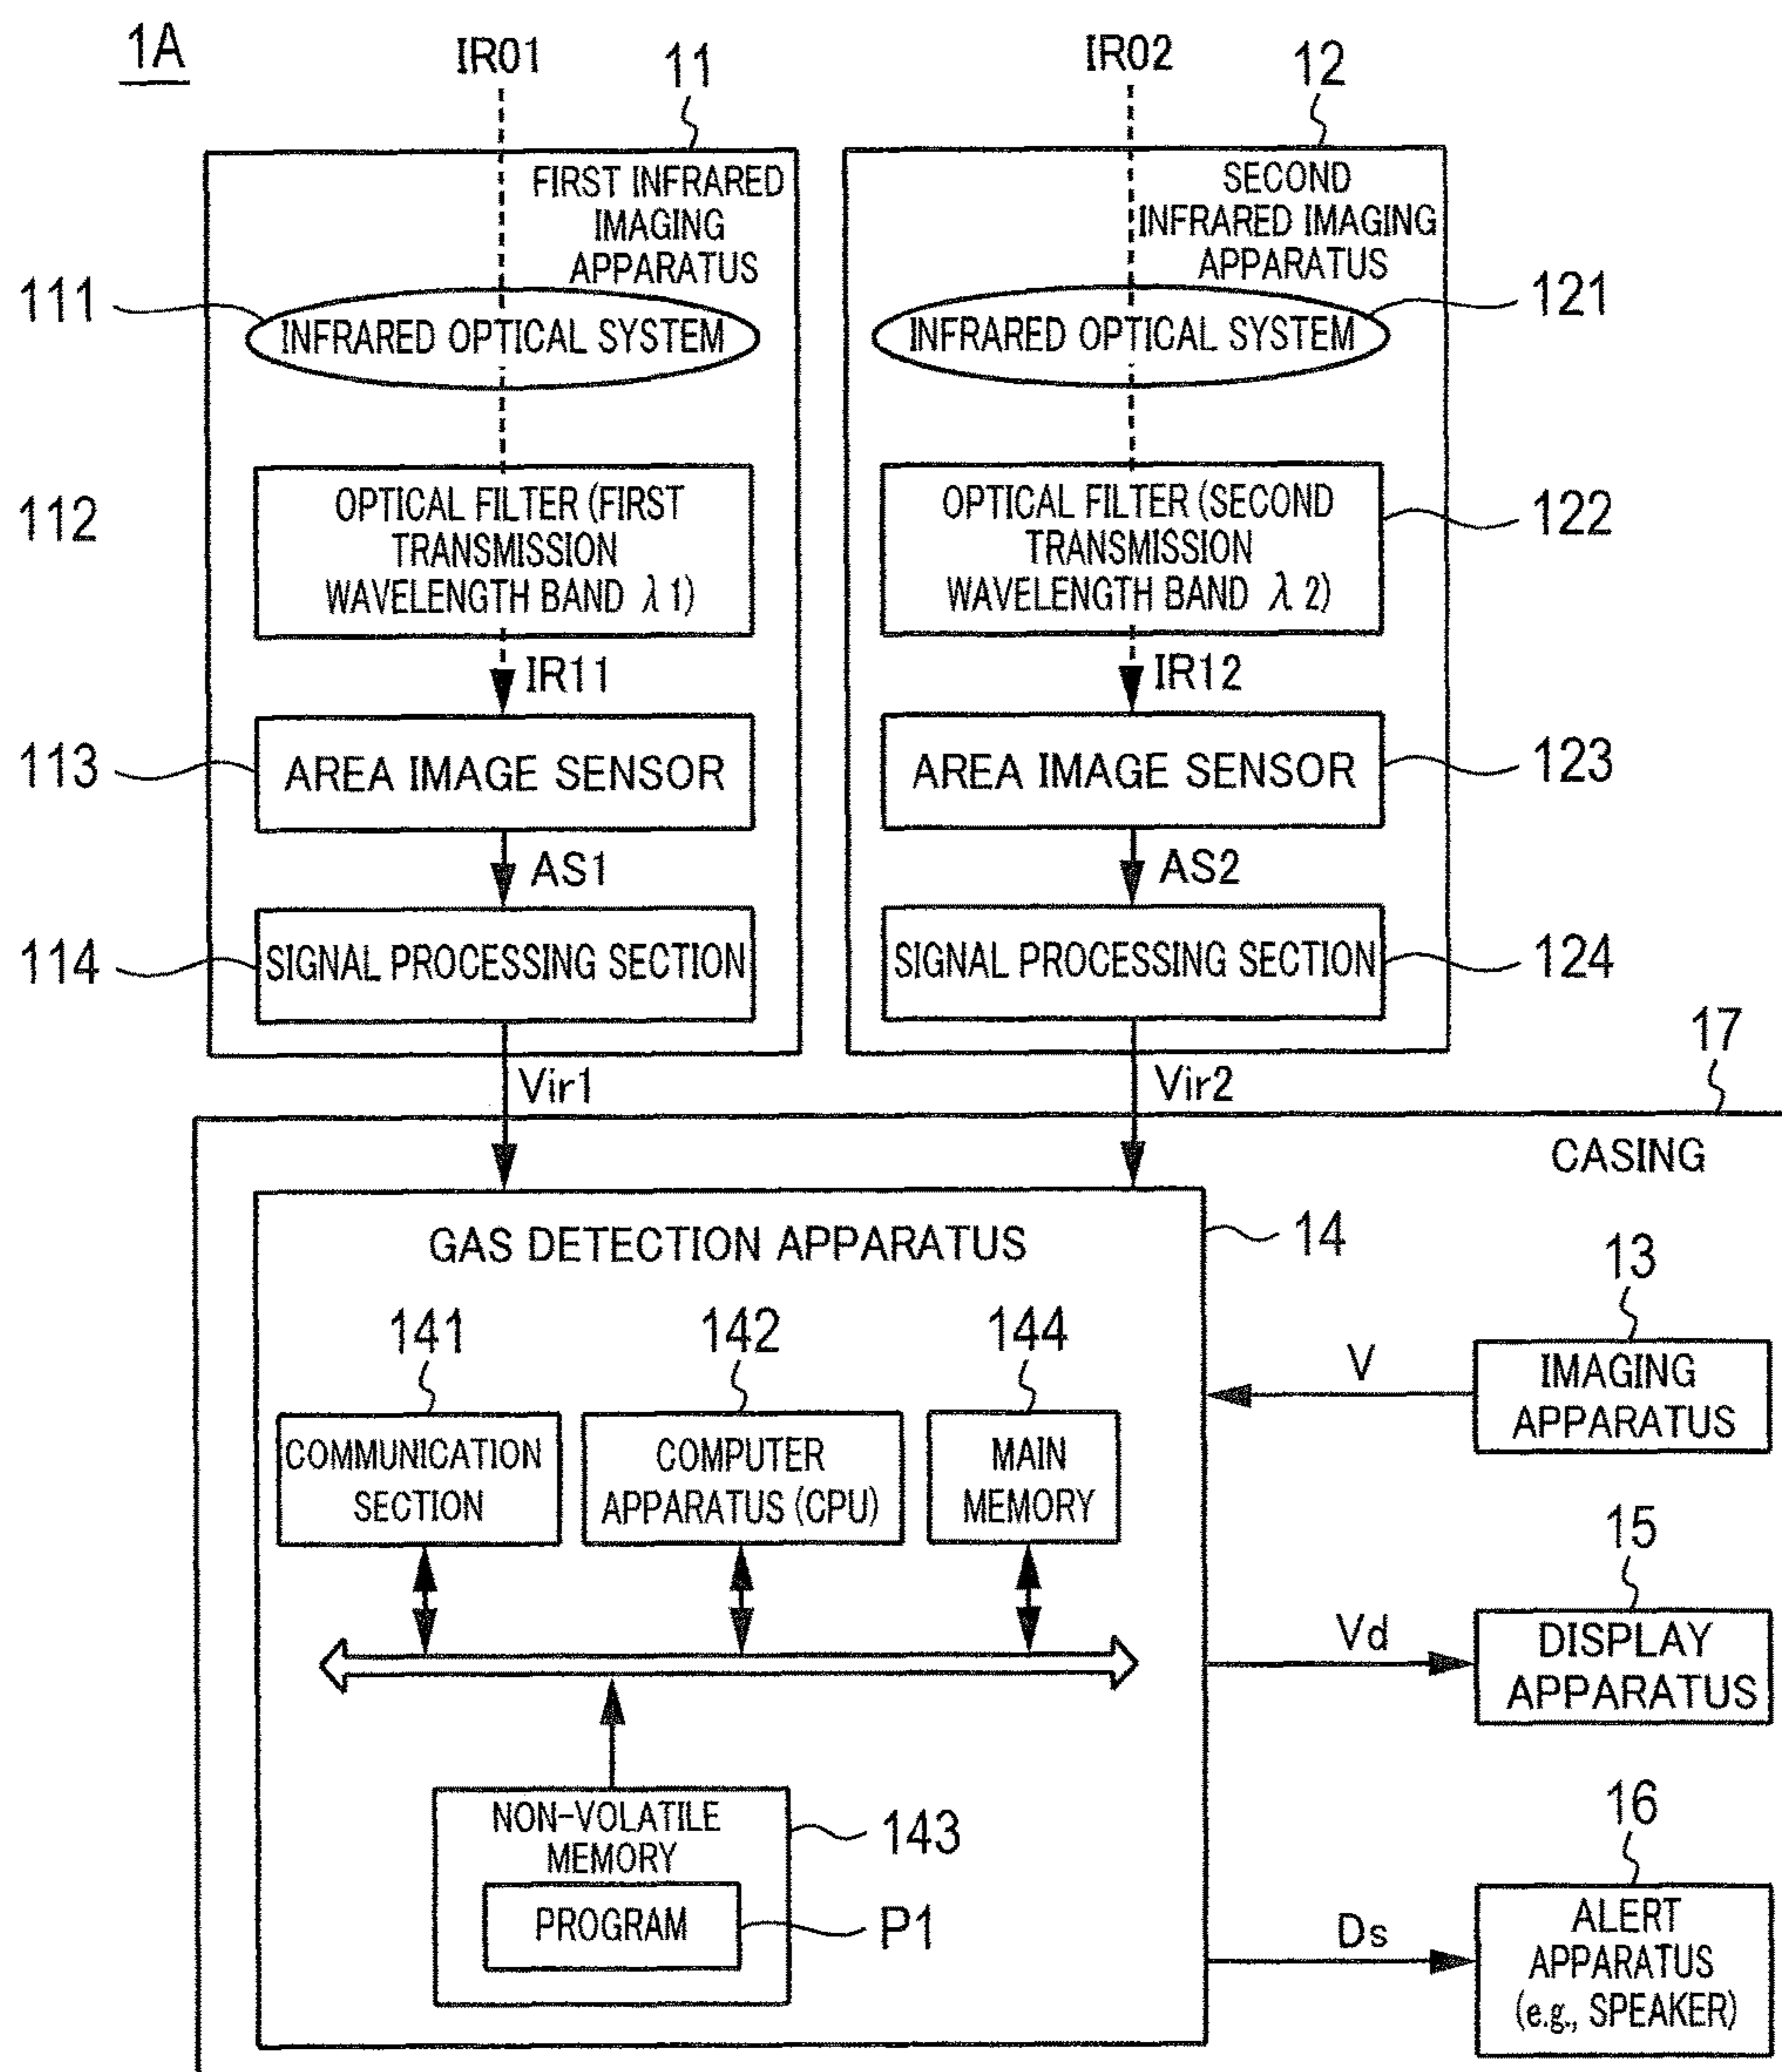 1A
IR01
11
IR02
12
FIRST INFRARED
IMAGING
APPARATUS
SECOND
INFRARED IMAGING
APPARATUS
111
INFRARED OPTICAL SYSTEM
INFRARED OPTICAL SYSTEM
121
112
OPTICAL FILTER (FIRST
TRANSMISSION
WAVELENGTH BAND λ1)
OPTICAL FILTER (SECOND
TRANSMISSION
WAVELENGTH BAND λ2)
122
IR11
IR12
113
AREA IMAGE SENSOR
AREA IMAGE SENSOR
123
AS1
AS2
114
SIGNAL PROCESSING SECTION
SIGNAL PROCESSING SECTION
124
17
Vir1
Vir2
CASING
GAS DETECTION APPARATUS
14
13
141
142
144
V
IMAGING
APPARATUS
COMMUNICATION
SECTION
COMPUTER
APPARATUS (CPU)
MAIN
MEMORY
15
Vd
DISPLAY
APPARATUS
NON-VOLATILE
MEMORY
143
16
PROGRAM
P1
Ds
ALERT
APPARATUS
(e.g., SPEAKER)